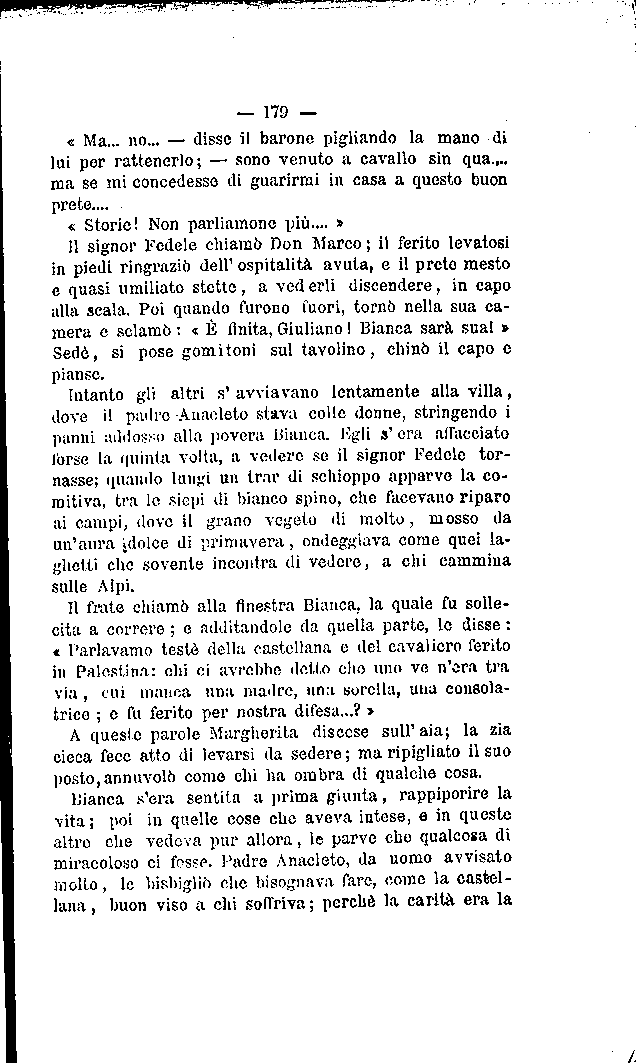 — 179 —
« Ma... no... — disse il barone pigliando la mano di
lui per rattenerlo; — sono venuto a cavallo sin qua....
ma se mi concedesse di guarirmi in casa a questo buon
prete....
« Storie! Non parliamone più.... »
Il signor Fedele chiamò Don Marco; il ferito levatosi
in piedi ringraziò dell' ospitalità avuta, e il prete mesto
e quasi umiliato stette, a vederli discendere, in capo
alla scala. Poi quando furono fuori, tornò nella sua ca-
mera e sclamò: « È finita, Giuliano! Bianca sarà sua! »
Sedè, si pose gomitoni sul tavolino, chinò il capo e
pianse.
Intanto gli altri s' avviavano lentamente alla villa,
dove il padre Anacleto stava colle donne, stringendo i
panni addosso alla povera Bianca. Egli s' era affacciato
forse la quinta volta, a vedere se il signor Fedele tor-
nasse; quando lungi un trar di schioppo apparve la co-
mitiva, tra le siepi di bianco spino, che facevano riparo
ai campi, dove il grano vegeto di molto, mosso da
un'aura dolce di primavera, ondeggiava come quei la-
ghetti che sovente incontra di vedere, a chi cammina
sulle Alpi.
Il frate chiamò alla finestra Bianca, la quale fu solle-
cita a correre; e additandole da quella parte, le disse:
« Parlavamo testè della castellana e del cavaliero ferito
in Palestina: chi ci avrebbe detto che uno ve n'era tra
via, cui manca una madre, una sorella, una consola-
trice; e fu ferito per nostra difesa...? »
A queste parole Margherita discese sull' aia; la zia
cieca fece atto di levarsi da sedere; ma ripigliato il suo
posto, annuvolò come chi ha ombra di qualche cosa.
Bianca s'era sentita a prima giunta, rappiporire la
vita; poi in quelle cose che aveva intese, e in queste
altre che vedeva pur allora, le parve che qualcosa di
miracoloso ci fosse. Padre Anacleto, da uomo avvisato
molto, le bisbigliò che bisognava fare, come la castel-
lana, buon viso a chi soffriva; perchè la carità era la